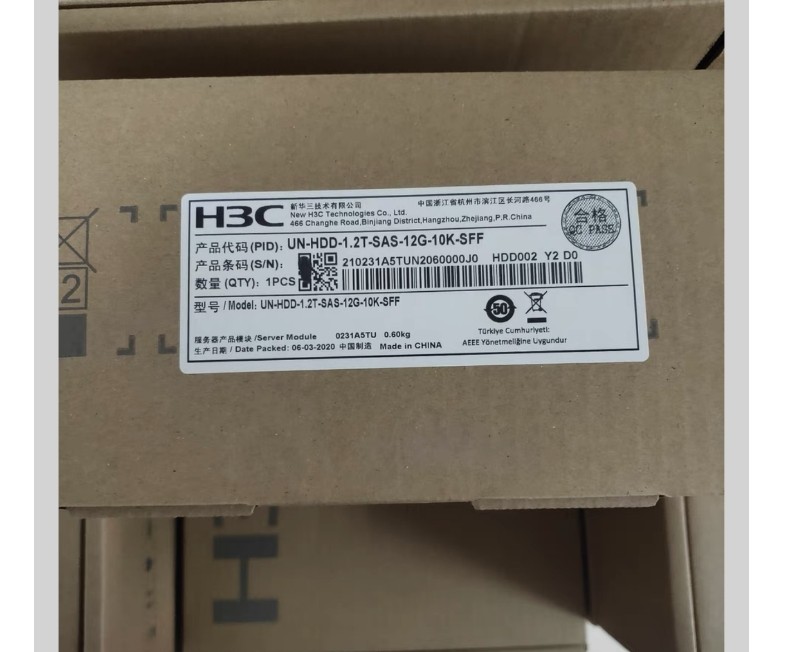 H3C
新华三技术有限公司 中国浙江省杭州市滨江区长河路466号
New H3C Technologies Co., Ltd.
466 Changhe Road,Binjiang District,Hangzhou,Zhejiang,P.R.China
合格
QC PASS
产品代码(PID): UN-HDD-1.2T-SAS-12G-10K-SFF
产品条码(S/N): 210231A5TUN2060000J0 HDD002 Y2 D0
数量(QTY): 1PCS
型号/Model: UN-HDD-1.2T-SAS-12G-10K-SFF
50
服务器产品模块/Server Module 0231A5TU 0.60kg
生产日期/Date Packed: 06-03-2020 中国制造 Made in CHINA
Türkiye Cumhuriyeti:
AEEE Yönetmeliğine Uygundur
2
H